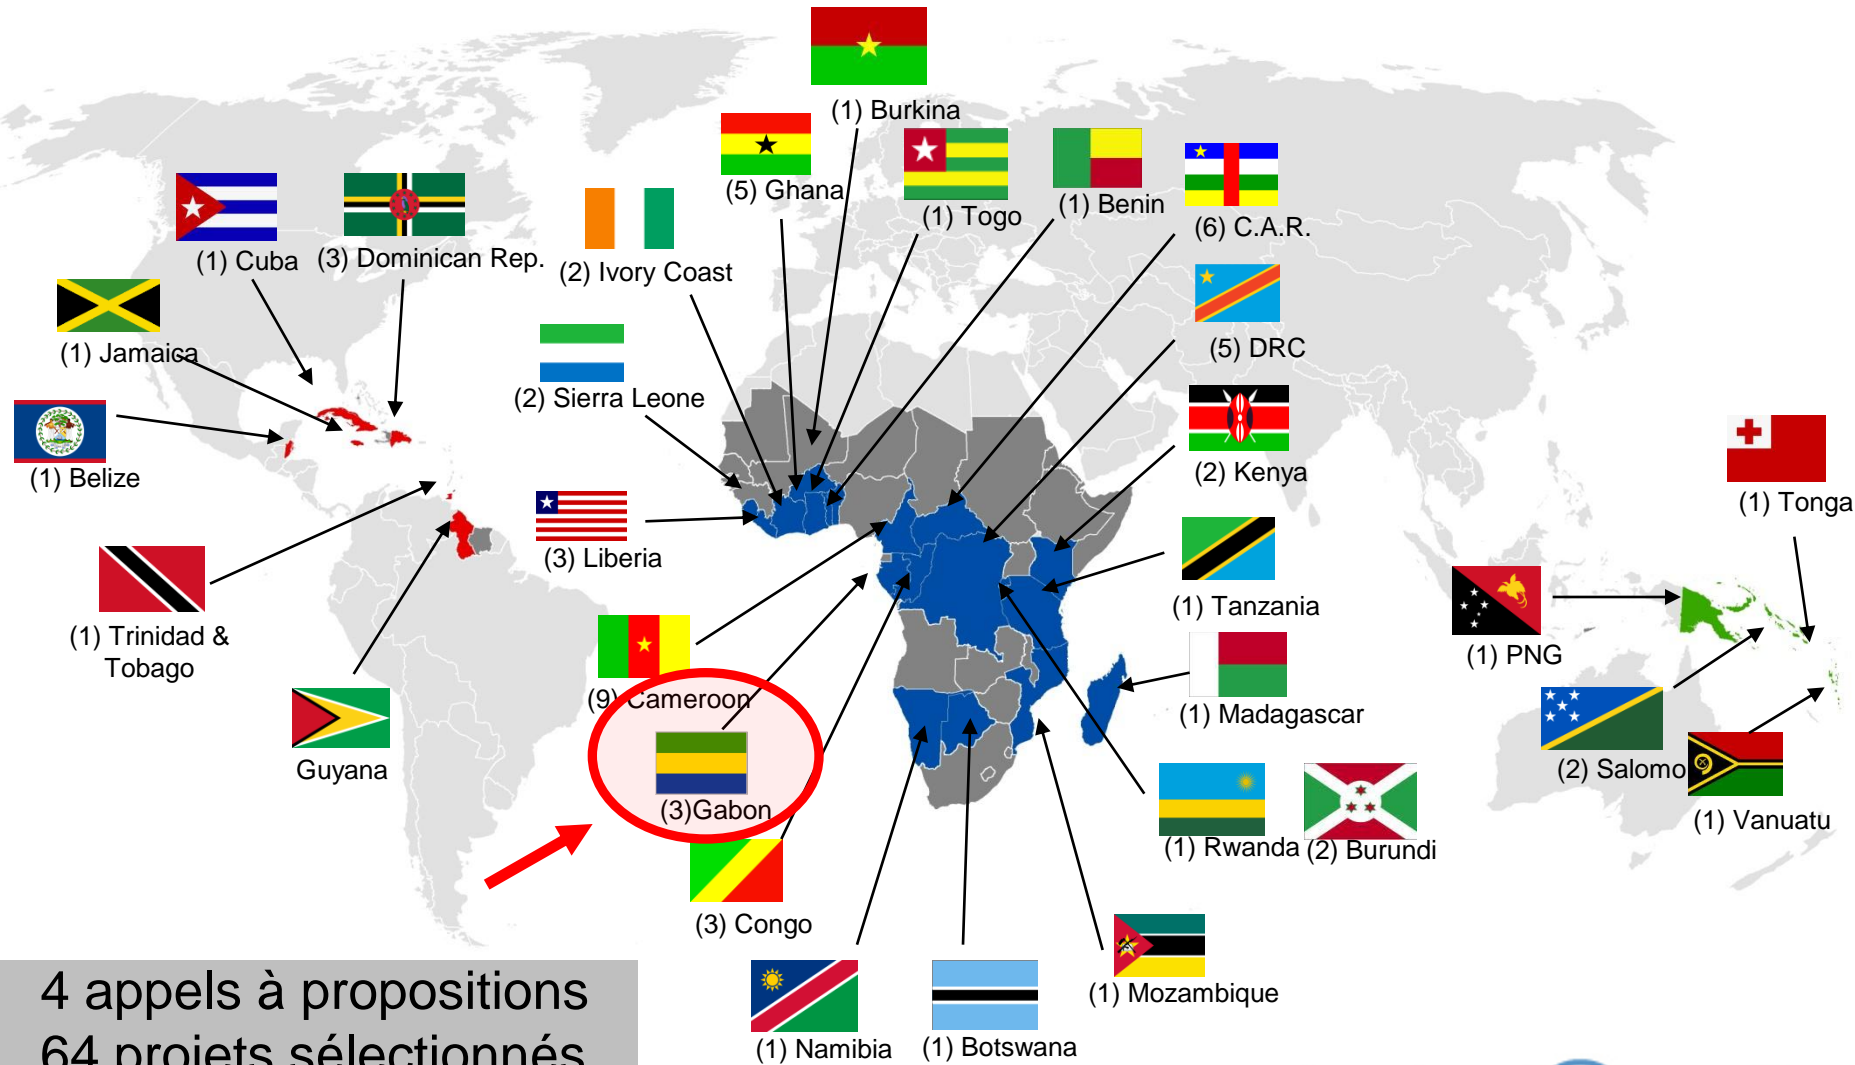 (1) Burkina
(5) Ghana
(1) Togo
(1) Benin
(6) C.A.R.
(1) Cuba
(3) Dominican Rep.
(2) Ivory Coast
(1) Jamaica
(5) DRC
(2) Sierra Leone
(1) Belize
(2) Kenya
(1) Tonga
(3) Liberia
(1) Tanzania
(1) Trinidad &
Tobago
(1) PNG
(9) Cameroon
(1) Madagascar
Guyana
(2) Salomo
(3)Gabon
(1) Vanuatu
(1) Rwanda
(2) Burundi
(3) Congo
(1) Mozambique
(1) Namibia
(1) Botswana
4 appels à propositions
64 projets sélectionnés